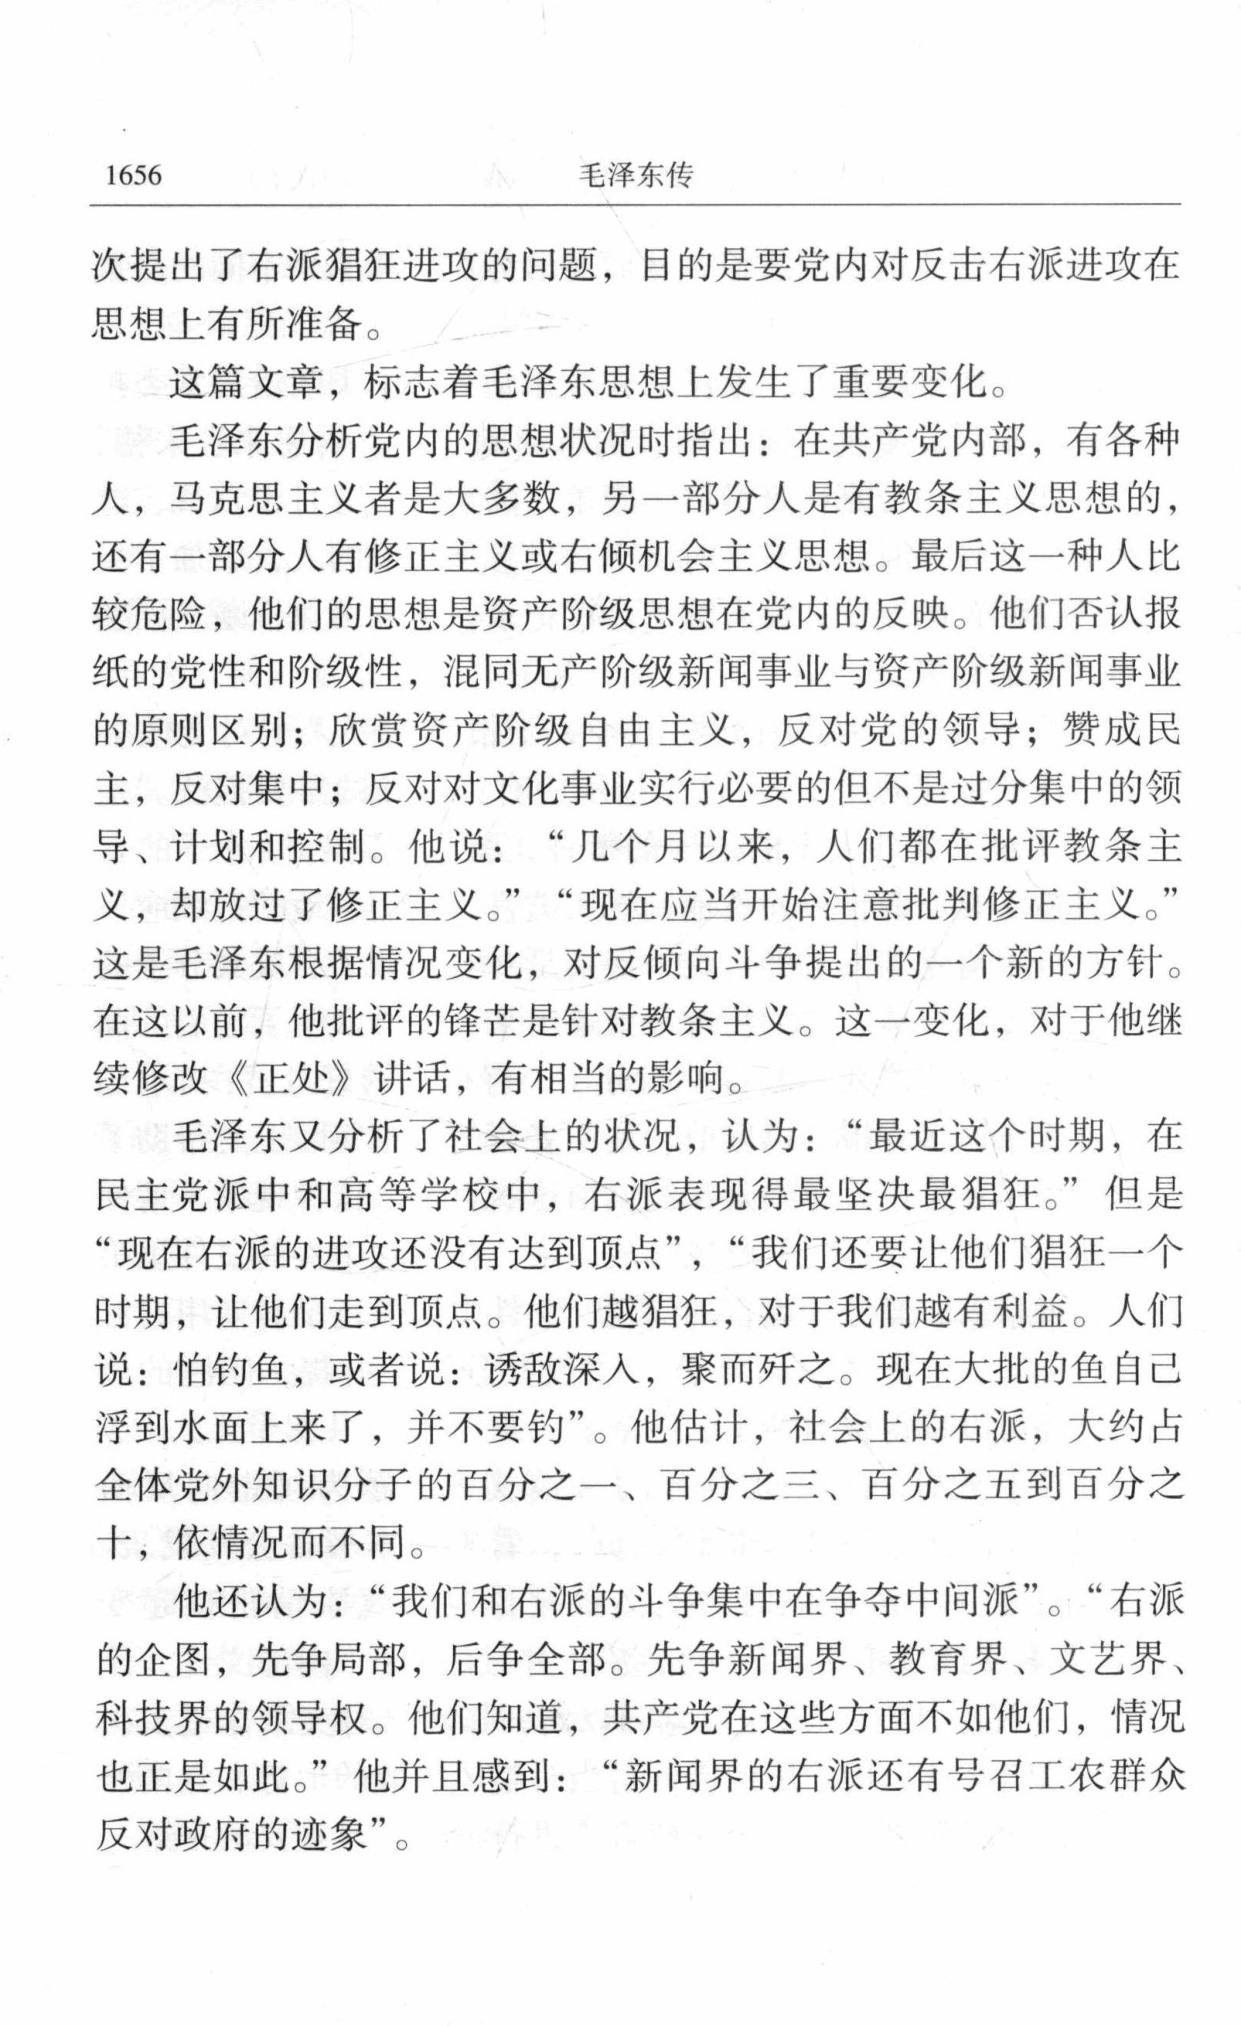 1656 毛泽东传
次提出了右派猖狂进攻的问题，目的是要党内对反击右派进攻在
思想上有所准备。
这篇文章，标志着毛泽东思想上发生了重要变化。
毛泽东分析党内的思想状况时指出：在共产党内部，有各种
人，马克思主义者是大多数，另一部分人是有教条主义思想的，
还有一部分人有修正主义或右倾机会主义思想。最后这一种人比
较危险，他们的思想是资产阶级思想在党内的反映。他们否认报
纸的党性和阶级性，混同无产阶级新闻事业与资产阶级新闻事业
的原则区别；欣赏资产阶级自由主义，反对党的领导；赞成民
主，反对集中；反对对文化事业实行必要的但不是过分集中的领
导、计划和控制。他说：“几个月以来，人们都在批评教条主
义，却放过了修正主义。”“现在应当开始注意批判修正主义。”
这是毛泽东根据情况变化，对反倾向斗争提出的一个新的方针。
在这以前，他批评的锋芒是针对教条主义。这一变化，对于他继
续修改《正处》讲话，有相当的影响。
毛泽东又分析了社会上的状况，认为：“最近这个时期，在
民主党派中和高等学校中，右派表现得最坚决最猖狂。”但是
“现在右派的进攻还没有达到顶点”，“我们还要让他们猖狂一个
时期，让他们走到顶点。他们越猖狂，对于我们越有利益。人们
说：怕钓鱼，或者说：诱敌深入，聚而歼之。现在大批的鱼自己
浮到水面上来了，并不要钓”。他估计，社会上的右派，大约占
全体党外知识分子的百分之一、百分之三、百分之五到百分之
十，依情况而不同。
他还认为：“我们和右派的斗争集中在争夺中间派”。“右派
的企图，先争局部，后争全部。先争新闻界、教育界、文艺界、
科技界的领导权。他们知道，共产党在这些方面不如他们，情况
也正是如此。”他并且感到：“新闻界的右派还有号召工农群众
反对政府的迹象”。